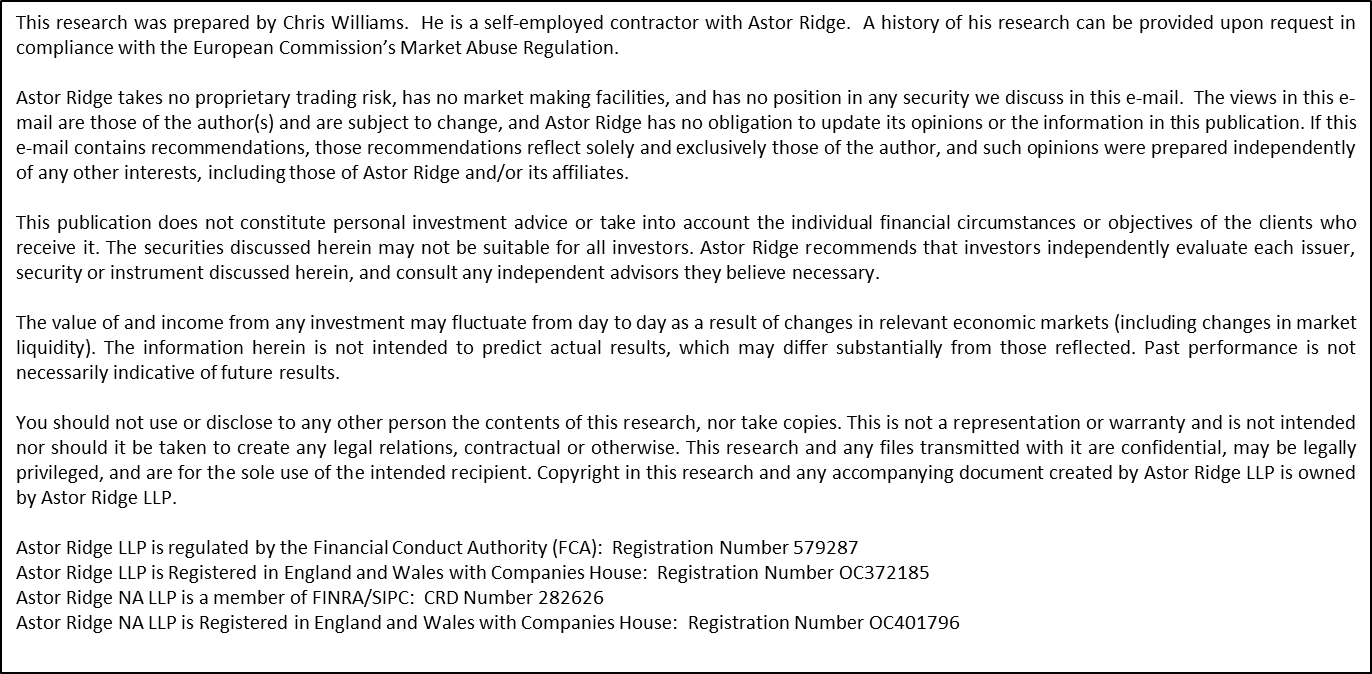 This research was prepared by Chris Williams.  He is a self-employed contractor with Astor Ridge.  A history of his research can be provided upon request in
compliance with the European Commission’s Market Abuse Regulation.
Astor Ridge takes no proprietary trading risk, has no market making facilities, and has no position in any security we discuss in this e-mail.  The views in this e-
mail are those of the author(s) and are subject to change, and Astor Ridge has no obligation to update its opinions or the information in this publication. If this
e-mail contains recommendations, those recommendations reflect solely and exclusively those of the author, and such opinions were prepared independently
of any other interests, including those of Astor Ridge and/or its affiliates.
This publication does not constitute personal investment advice or take into account the individual financial circumstances or objectives of the clients who
receive it. The securities discussed herein may not be suitable for all investors. Astor Ridge recommends that investors independently evaluate each issuer,
security or instrument discussed herein, and consult any independent advisors they believe necessary.
The value of and income from any investment may fluctuate from day to day as a result of changes in relevant economic markets (including changes in market
liquidity). The information herein is not intended to predict actual results, which may differ substantially from those reflected. Past performance is not
necessarily indicative of future results.
You should not use or disclose to any other person the contents of this research, nor take copies. This is not a representation or warranty and is not intended
nor should it be taken to create any legal relations, contractual or otherwise. This research and any files transmitted with it are confidential, may be legally
privileged, and are for the sole use of the intended recipient. Copyright in this research and any accompanying document created by Astor Ridge LLP is owned
by Astor Ridge LLP.
Astor Ridge LLP is regulated by the Financial Conduct Authority (FCA):  Registration Number 579287
Astor Ridge LLP is Registered in England and Wales with Companies House:  Registration Number OC372185
Astor Ridge NA LLP is a member of FINRA/SIPC:  CRD Number 282626
Astor Ridge NA LLP is Registered in England and Wales with Companies House:  Registration Number OC401796